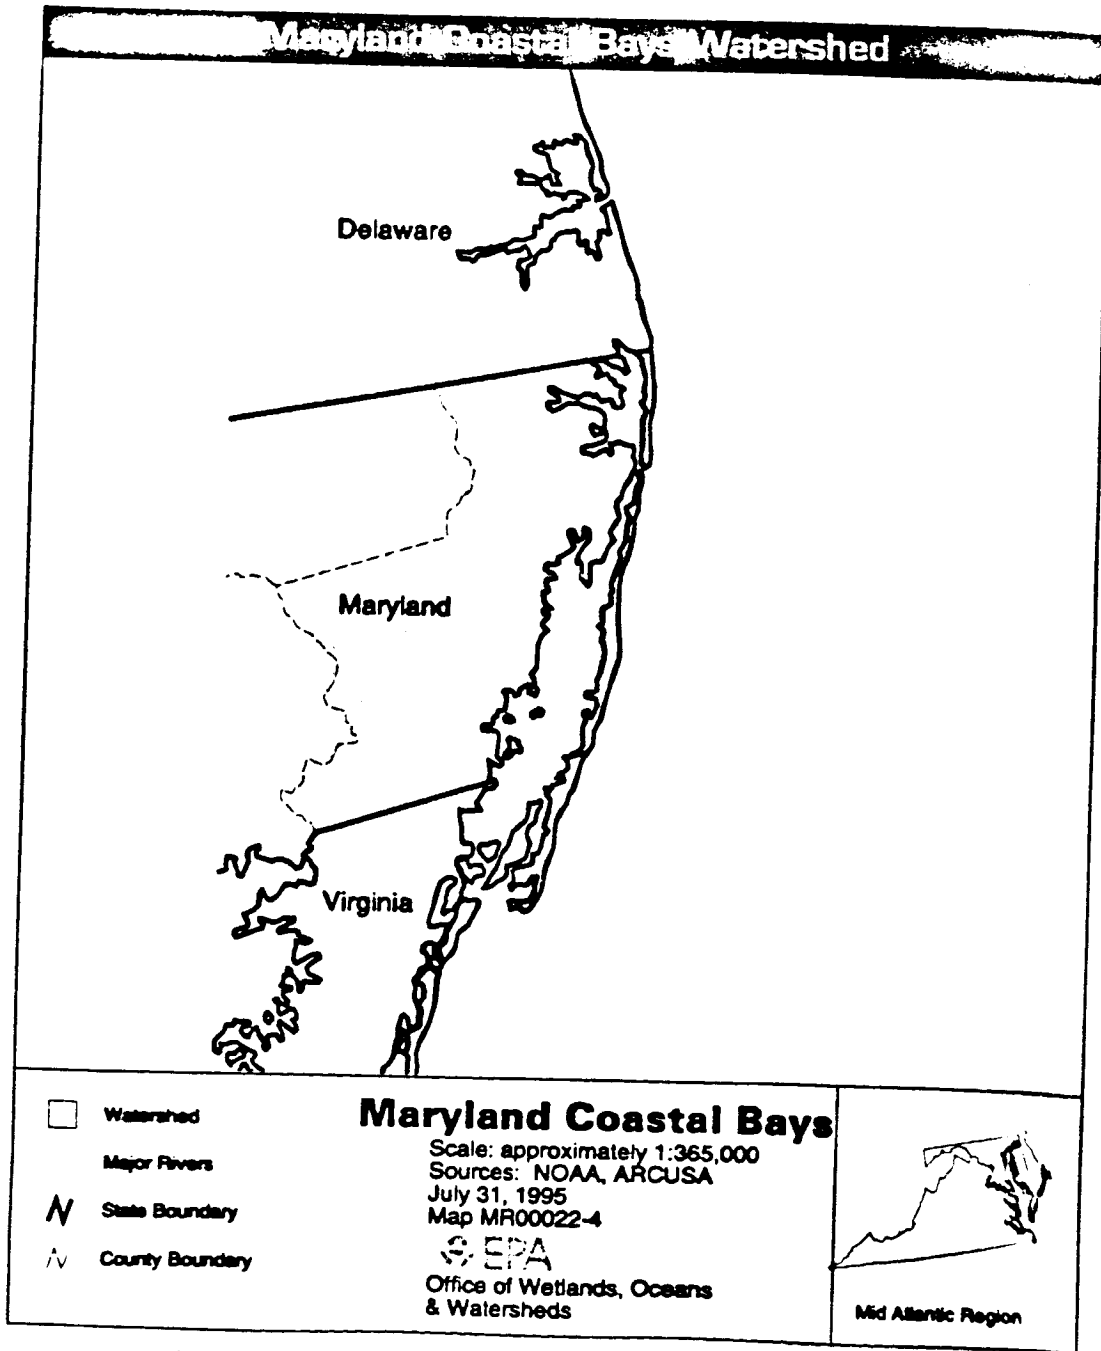 Maryland Coastal Bays Watershed
Delaware
Maryland
Virginia
Watershed
Major Rivers
State Boundary
County Boundary
Maryland Coastal Bays
Scale: approximately 1:365,000
Sources: NOAA, ARCUSA
July 31, 1995
Map MR00022-4
EPA
Office of Wetlands, Oceans
& Watersheds
Mid Atlantic Region